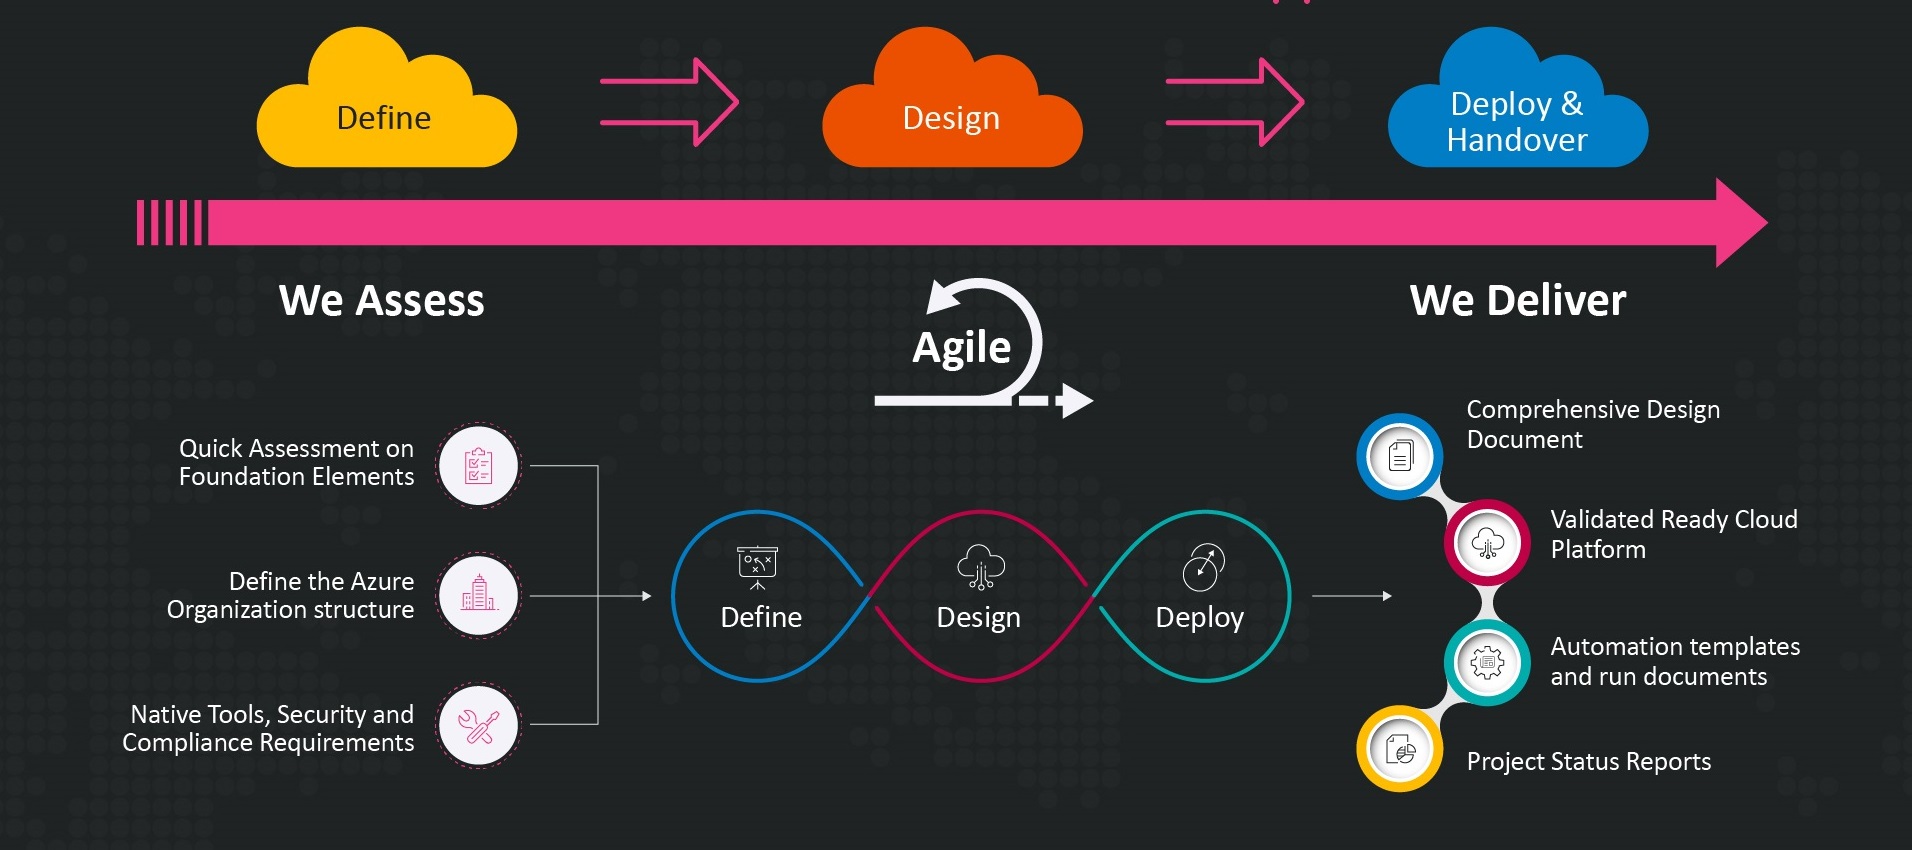 Define
Design
Deploy &
Handover
We Assess
Agile
We Deliver
Quick Assessment on
Foundation Elements
Define the Azure
Organization structure
Native Tools, Security and
Compliance Requirements
Define
Design
Deploy
Comprehensive Design
Document
Validated Ready Cloud
Platform
Automation templates
and run documents
Project Status Reports